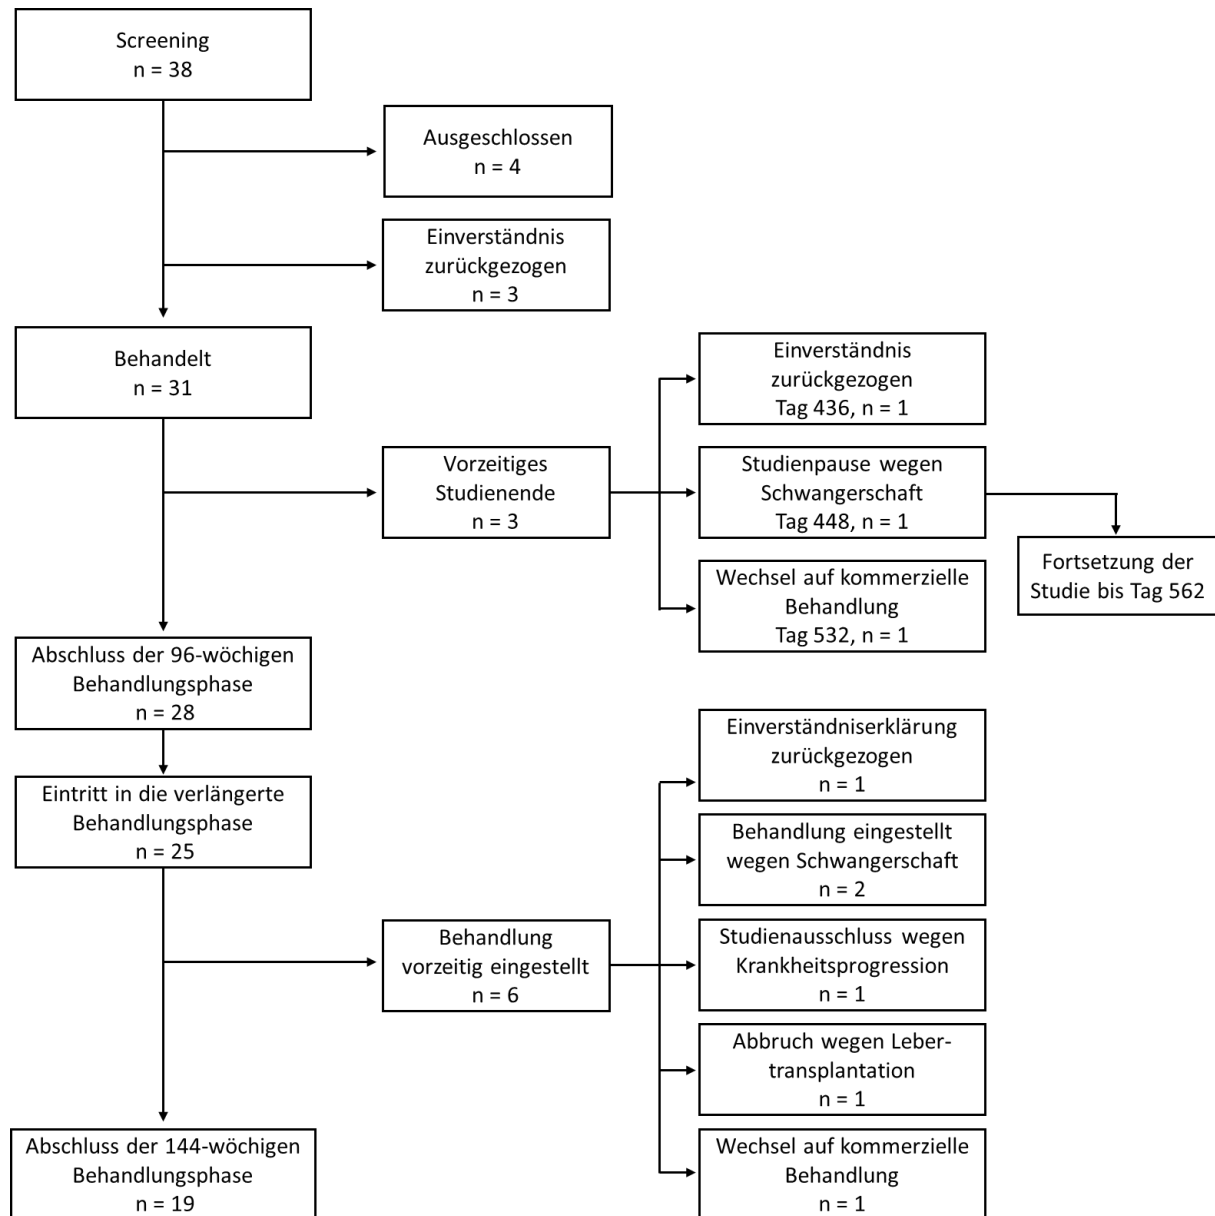 Screening
n = 38
Ausgeschlossen
n = 4
Einverständnis
zurückgezogen
n = 3
Behandelt
n = 31
Vorzeitiges
Studienende
n = 3
Einverständnis
zurückgezogen
Tag 436, n = 1
Studienpause wegen
Schwangerschaft
Tag 448, n = 1
Fortsetzung der
Studie bis Tag 562
Wechsel auf kommerzielle
Behandlung
Tag 532, n = 1
Abschluss der 96-wöchigen
Behandlungsphase
n = 28
Eintritt in die verlängerte
Behandlungsphase
n = 25
Behandlung
vorzeitig eingestellt
n = 6
Einverständniserklärung
zurückgezogen
n = 1
Behandlung eingestellt
wegen Schwangerschaft
n = 2
Studienausschluss wegen
Krankheitsprogression
n = 1
Abbruch wegen Leber-
transplantation
n = 1
Wechsel auf kommerzielle
Behandlung
n = 1
Abschluss der 144-wöchigen
Behandlungsphase
n = 19